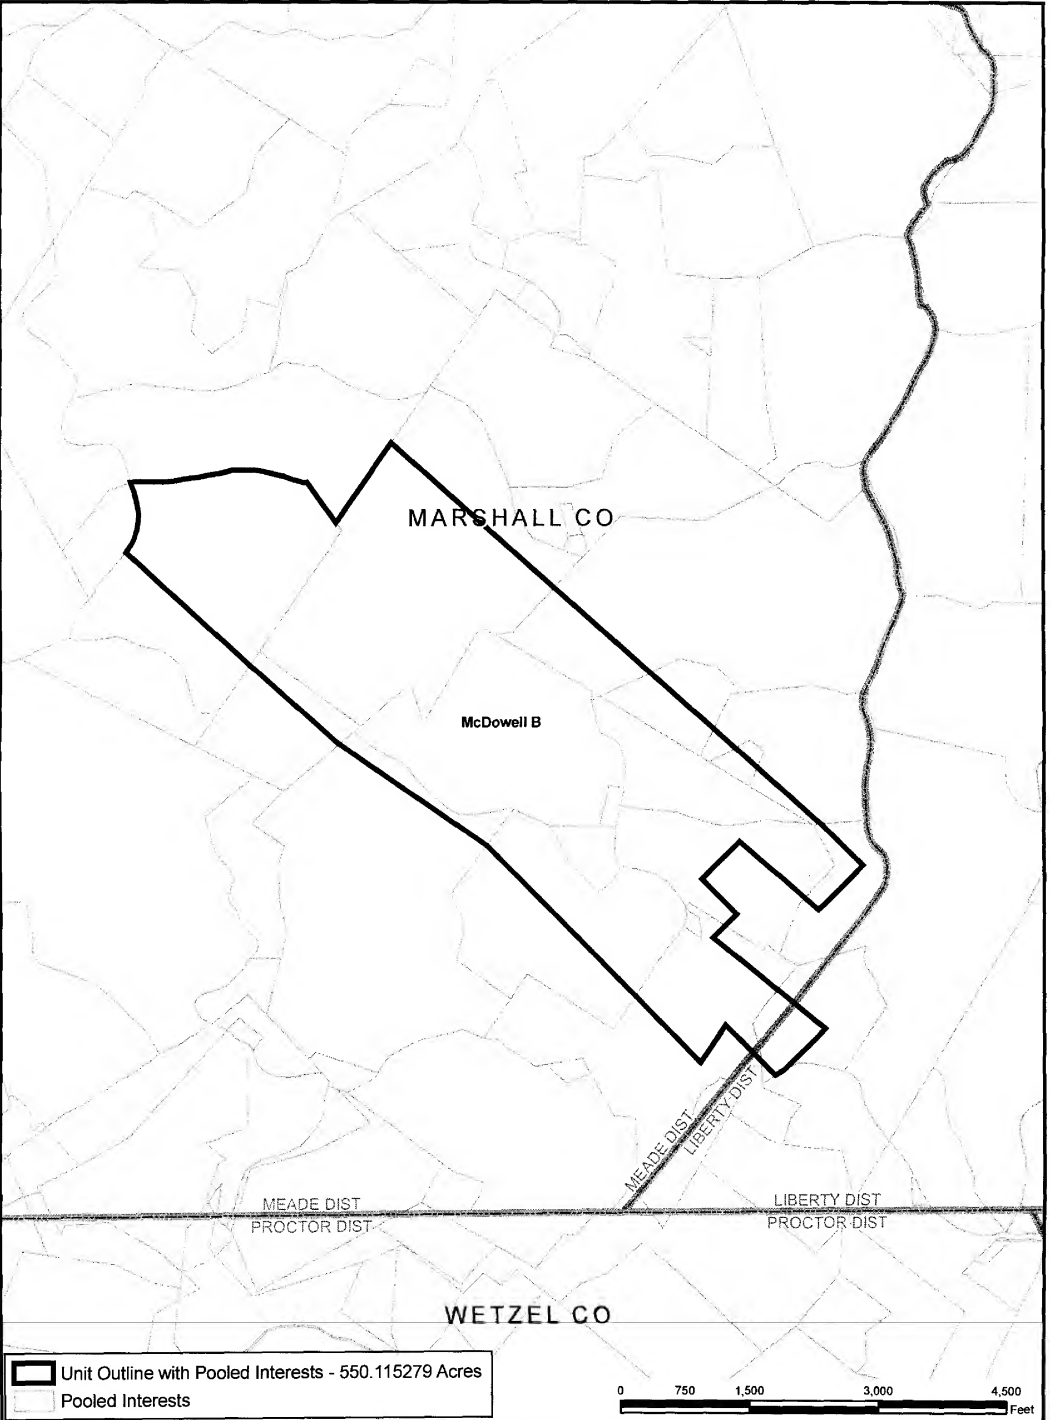 MARSHALL CO
McDowell B
MEADE DIST
LIBERTY DIST
MEADE DIST
LIBERTY DIST
PROCTOR DIST
PROCTOR DIST
WETZEL CO
Unit Outline with Pooled Interests - 550.115279 Acres
Pooled Interests
0 750 1,500 3,000 4,500
Feet